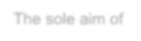 The sole aim of